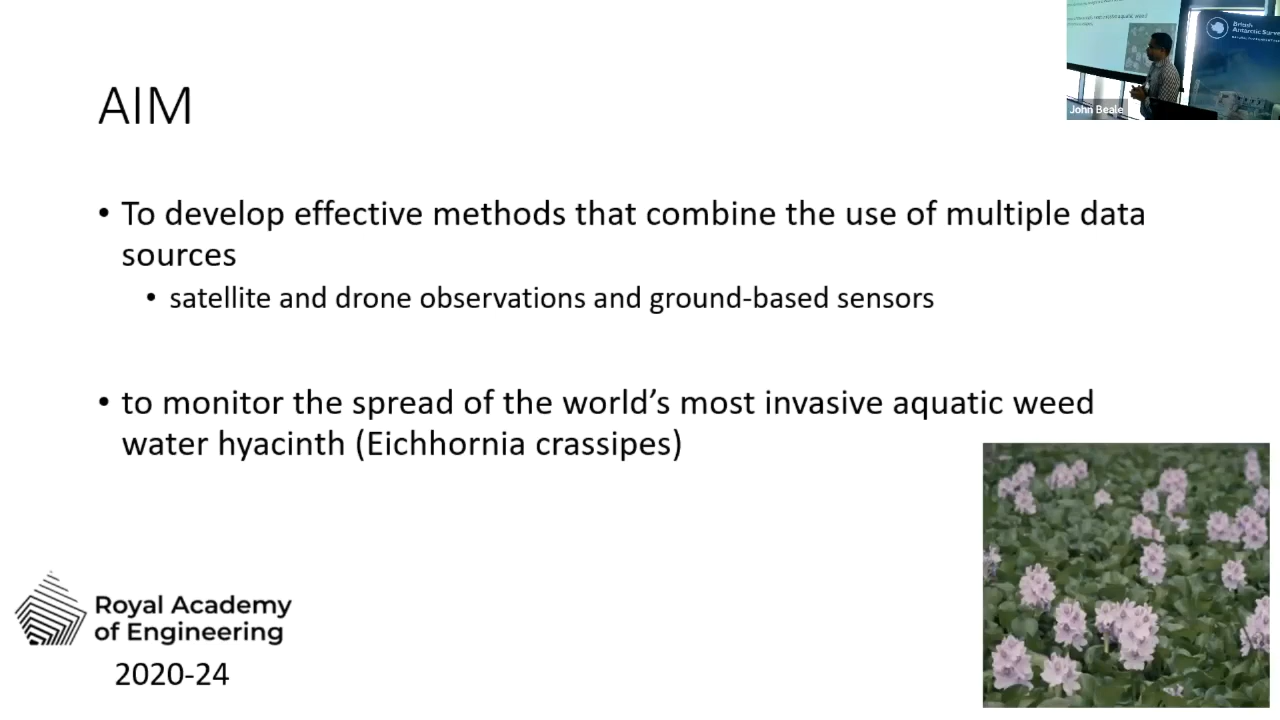 AIM
• To develop effective methods that combine the use of multiple data
sources
• satellite and drone observations and ground-based sensors
• to monitor the spread of the world’s most invasive aquatic weed
water hyacinth (Eichhornia crassipes)
Royal Academy
of Engineering
2020-24
British
Antarctic Surve
John Beale